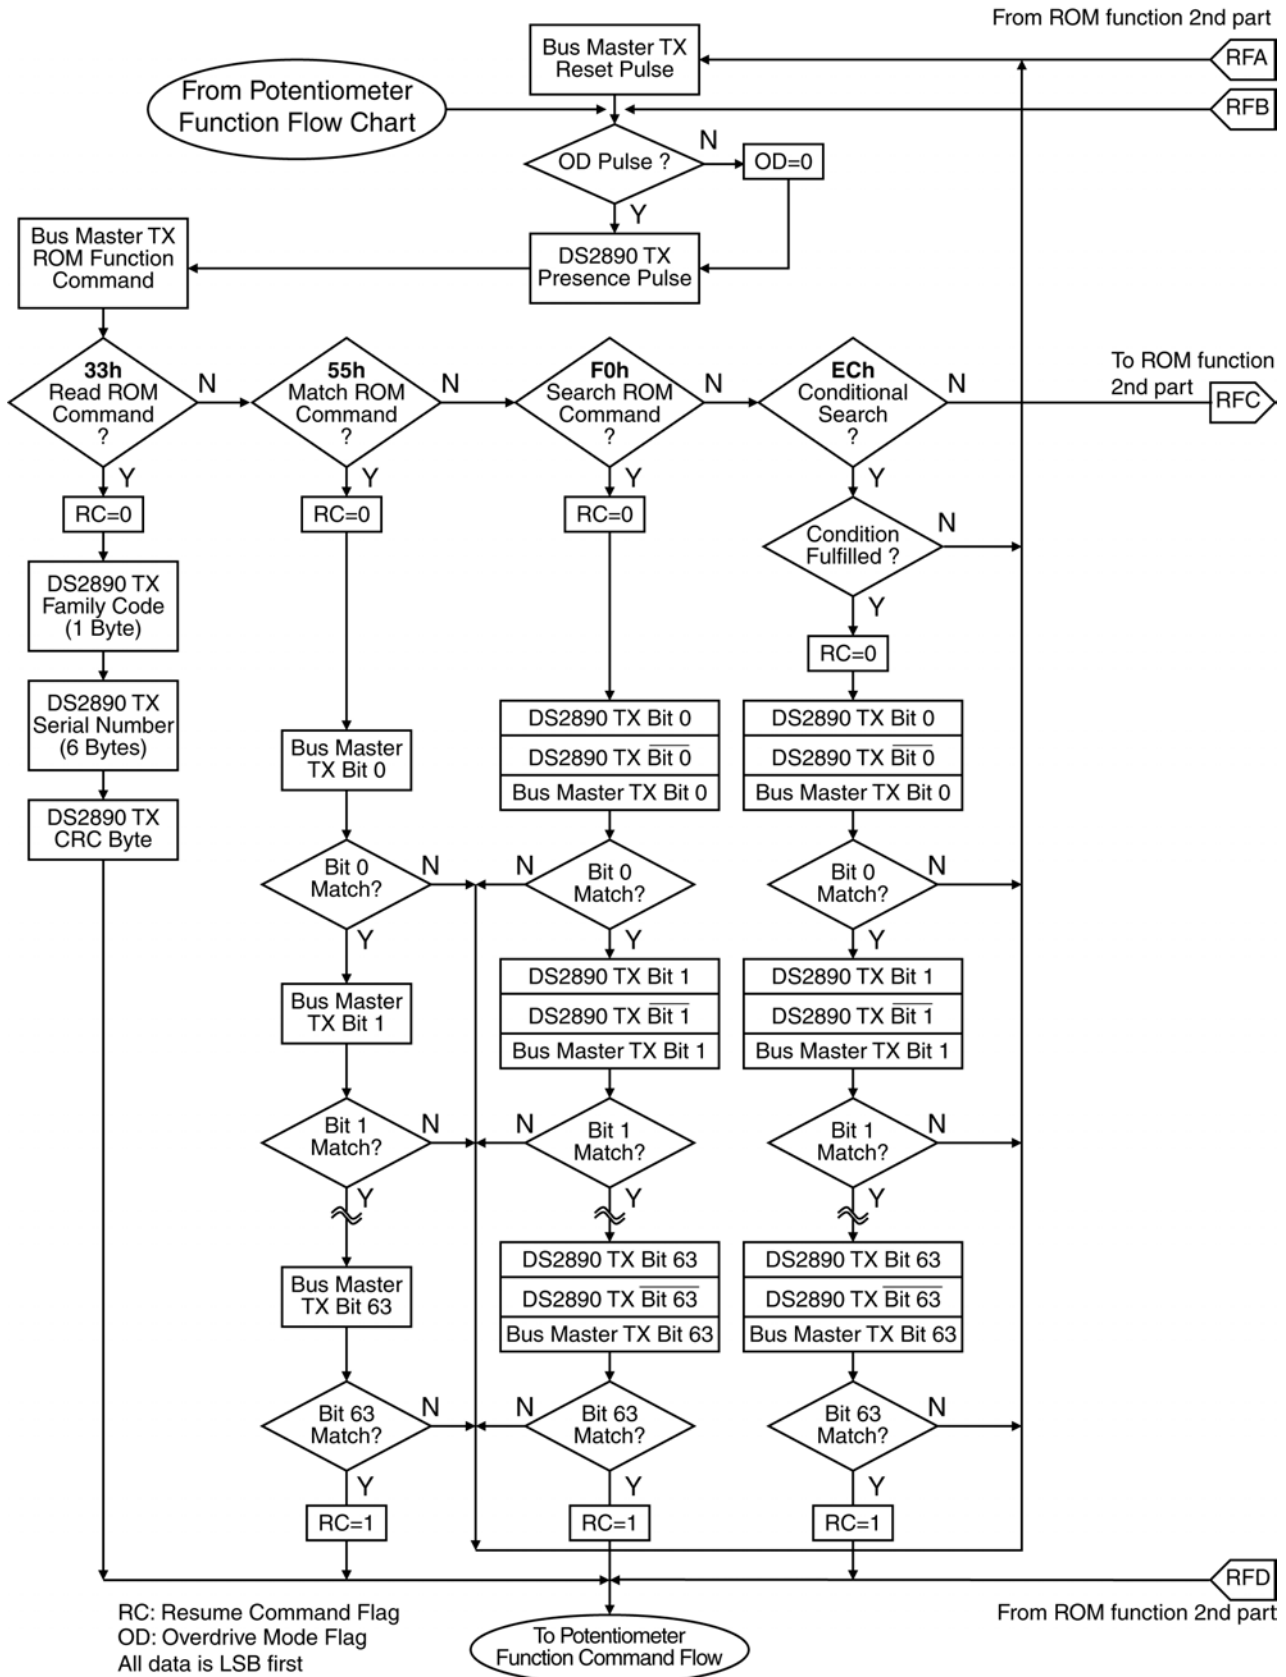 From ROM function 2nd part
Bus Master TX
Reset Pulse
RFA
From Potentiometer
Function Flow Chart
RFB
OD Pulse ?
N
OD=0
Y
Bus Master TX
ROM Function
Command
DS2890 TX
Presence Pulse
33h
Read ROM
Command
?
N
55h
Match ROM
Command
?
N
F0h
Search ROM
Command
?
N
ECh
Conditional
Search
?
N
To ROM function
2nd part
RFC
Y
Y
Y
Y
RC=0
RC=0
RC=0
Condition
Fulfilled ?
N
Y
RC=0
DS2890 TX
Family Code
(1 Byte)
DS2890 TX
Serial Number
(6 Bytes)
DS2890 TX
CRC Byte
Bus Master
TX Bit 0
DS2890 TX Bit 0
DS2890 TX Bit 0
Bus Master TX Bit 0
DS2890 TX Bit 0
DS2890 TX Bit 0
Bus Master TX Bit 0
Bit 0
Match?
N
N
Bit 0
Match?
Bit 0
Match?
N
Y
Y
Y
Bus Master
TX Bit 1
DS2890 TX Bit 1
DS2890 TX Bit 1
Bus Master TX Bit 1
DS2890 TX Bit 1
DS2890 TX Bit 1
Bus Master TX Bit 1
Bit 1
Match?
N
N
Bit 1
Match?
Bit 1
Match?
N
Y
Y
Y
Bus Master
TX Bit 63
DS2890 TX Bit 63
DS2890 TX Bit 63
Bus Master TX Bit 63
DS2890 TX Bit 63
DS2890 TX Bit 63
Bus Master TX Bit 63
Bit 63
Match?
N
N
Bit 63
Match?
Bit 63
Match?
N
Y
Y
Y
RC=1
RC=1
RC=1
RFD
From ROM function 2nd part
RC: Resume Command Flag
OD: Overdrive Mode Flag
All data is LSB first
To Potentiometer
Function Command Flow